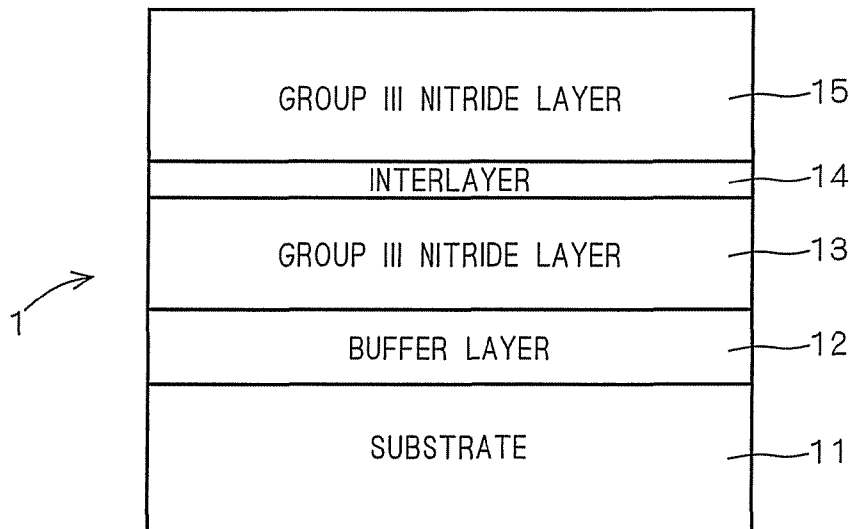 GROUP III NITRIDE LAYER 15
INTERLAYER 14
GROUP III NITRIDE LAYER 13
1
BUFFER LAYER 12
SUBSTRATE 11